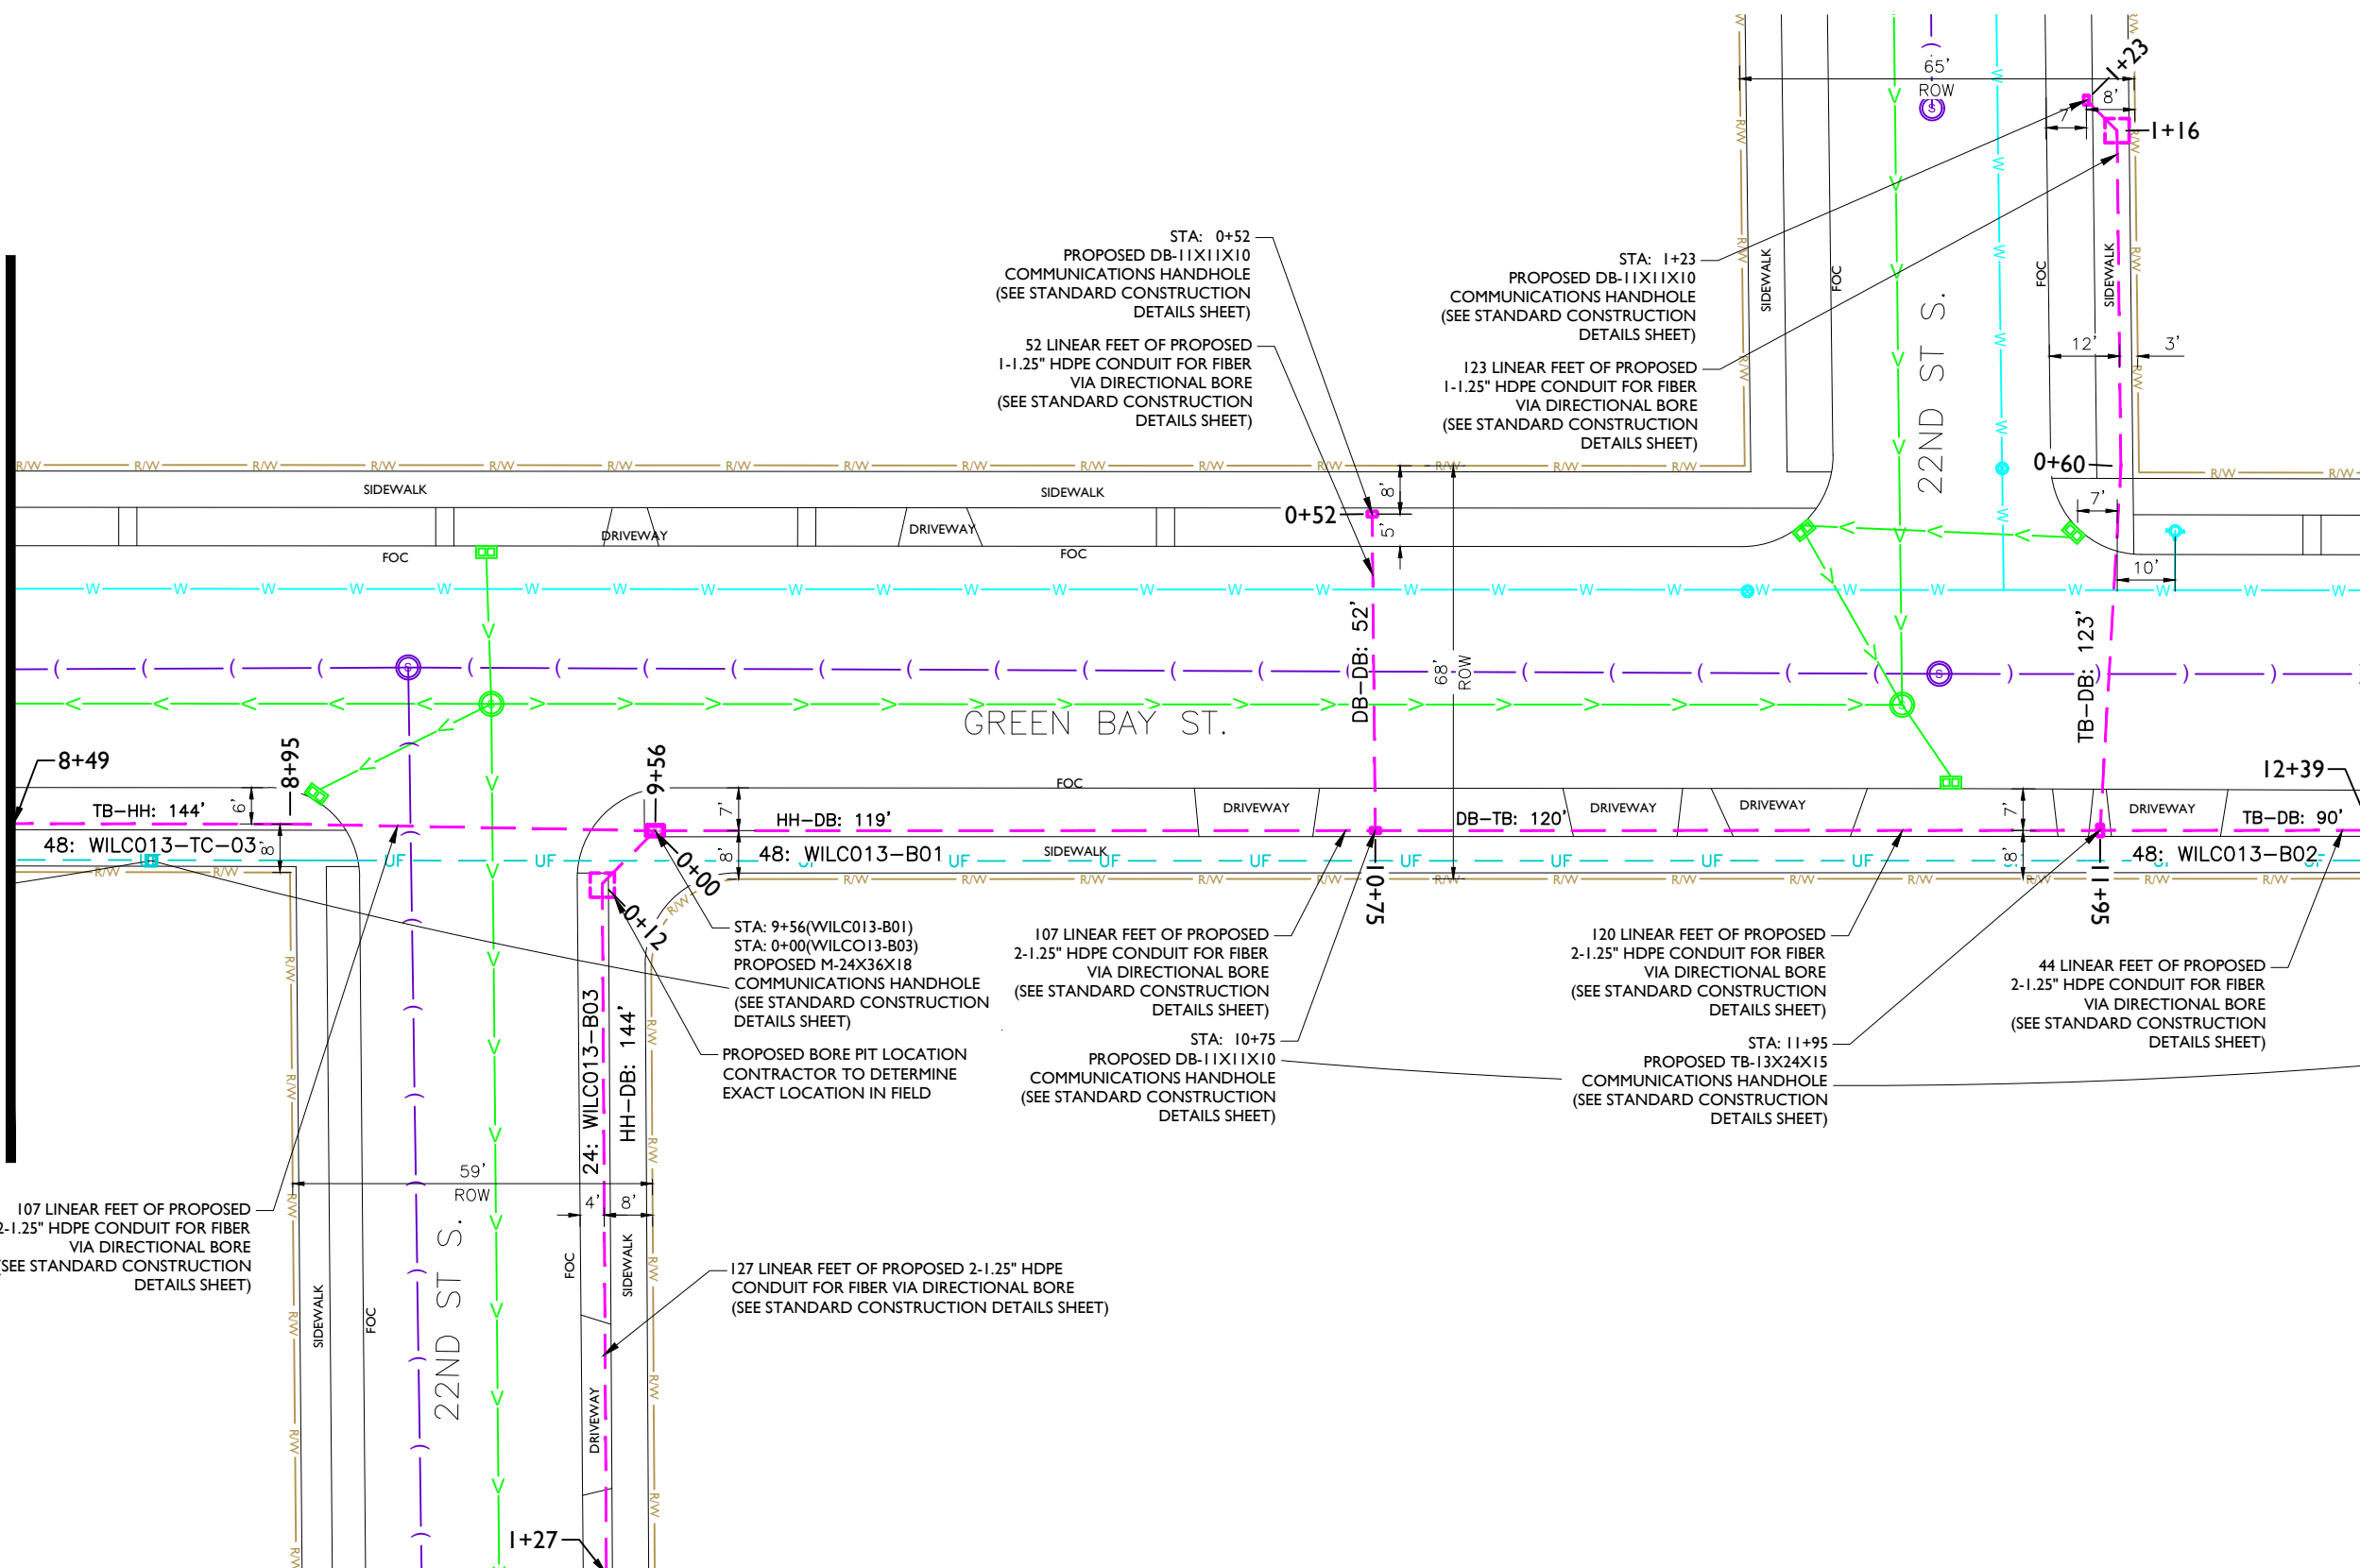 65'
ROW
1+23
8'
7'
1+16
STA: 0+52
PROPOSED DB-11X11X10
COMMUNICATIONS HANDHOLE
(SEE STANDARD CONSTRUCTION
DETAILS SHEET)
52 LINEAR FEET OF PROPOSED
1-1.25" HDPE CONDUIT FOR FIBER
VIA DIRECTIONAL BORE
(SEE STANDARD CONSTRUCTION
DETAILS SHEET)
STA: 1+23
PROPOSED DB-11X11X10
COMMUNICATIONS HANDHOLE
(SEE STANDARD CONSTRUCTION
DETAILS SHEET)
123 LINEAR FEET OF PROPOSED
1-1.25" HDPE CONDUIT FOR FIBER
VIA DIRECTIONAL BORE
(SEE STANDARD CONSTRUCTION
DETAILS SHEET)
SIDEWALK
FOC
22ND ST S.
FOC
SIDEWALK
12'
3'
0+60
7'
10'
R/W
SIDEWALK
SIDEWALK
8'
0+52
5'
DRIVEWAY
DRIVEWAY
FOC
FOC
W
DB-DB: 52'
68'
ROW
TB-DB: 123'
GREEN BAY ST.
8+49
8+95
9+56
12+39
FOC
6'
7'
7'
TB-HH: 144'
HH-DB: 119'
DRIVEWAY
DB-TB: 120'
DRIVEWAY
DRIVEWAY
DRIVEWAY
TB-DB: 90'
48: WILC013-TC-03
8'
UF
8'
48: WILC013-B01
SIDEWALK
8'
48: WILC013-B02
0+00
0+12
10+75
11+95
STA: 9+56(WILC013-B01)
STA: 0+00(WILCO13-B03)
PROPOSED M-24X36X18
COMMUNICATIONS HANDHOLE
(SEE STANDARD CONSTRUCTION
DETAILS SHEET)
PROPOSED BORE PIT LOCATION
CONTRACTOR TO DETERMINE
EXACT LOCATION IN FIELD
107 LINEAR FEET OF PROPOSED
2-1.25" HDPE CONDUIT FOR FIBER
VIA DIRECTIONAL BORE
(SEE STANDARD CONSTRUCTION
DETAILS SHEET)
STA: 10+75
PROPOSED DB-11X11X10
COMMUNICATIONS HANDHOLE
(SEE STANDARD CONSTRUCTION
DETAILS SHEET)
120 LINEAR FEET OF PROPOSED
2-1.25" HDPE CONDUIT FOR FIBER
VIA DIRECTIONAL BORE
(SEE STANDARD CONSTRUCTION
DETAILS SHEET)
STA: 11+95
PROPOSED TB-13X24X15
COMMUNICATIONS HANDHOLE
(SEE STANDARD CONSTRUCTION
DETAILS SHEET)
44 LINEAR FEET OF PROPOSED
2-1.25" HDPE CONDUIT FOR FIBER
VIA DIRECTIONAL BORE
(SEE STANDARD CONSTRUCTION
DETAILS SHEET)
24: WILC013-B03
HH-DB: 144'
59'
ROW
4'
8'
107 LINEAR FEET OF PROPOSED
2-1.25" HDPE CONDUIT FOR FIBER
VIA DIRECTIONAL BORE
(SEE STANDARD CONSTRUCTION
DETAILS SHEET)
SIDEWALK
FOC
22ND ST S.
FOC
SIDEWALK
DRIVEWAY
127 LINEAR FEET OF PROPOSED 2-1.25" HDPE
CONDUIT FOR FIBER VIA DIRECTIONAL BORE
(SEE STANDARD CONSTRUCTION DETAILS SHEET)
1+27